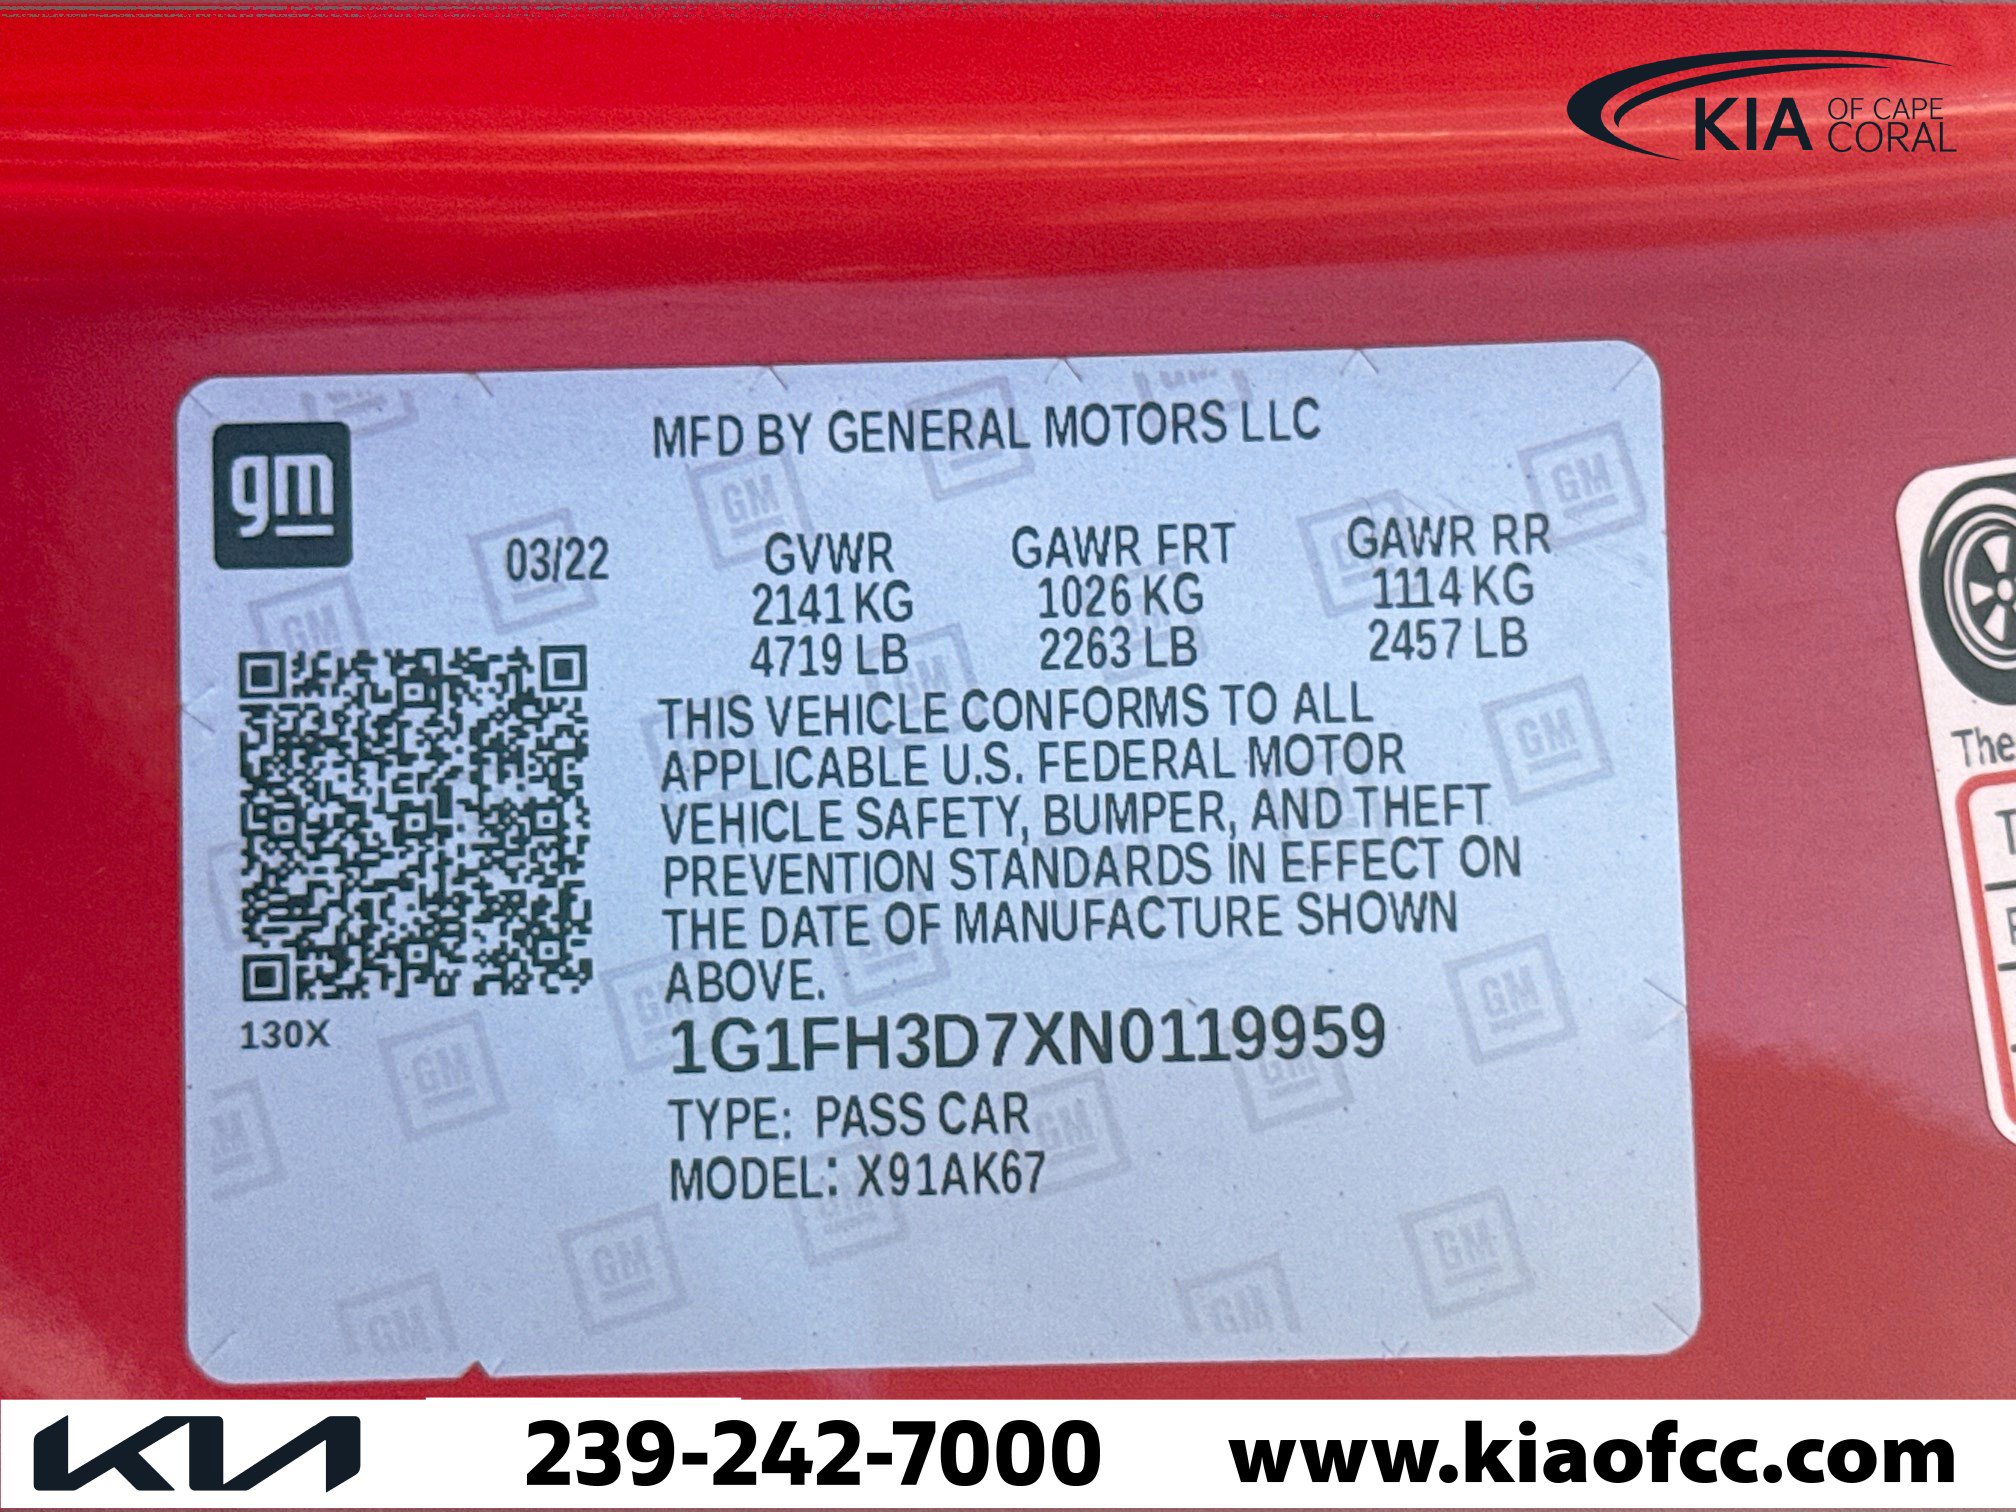 KIA OF CAPE
CORAL
MFD BY GENERAL MOTORS LLC
gm
03/22 GVWR GAWR FRT GAWR RR
2141 KG 1026 KG 1114 KG
4719 LB 2263 LB 2457 LB
THIS VEHICLE CONFORMS TO ALL
APPLICABLE U.S. FEDERAL MOTOR
VEHICLE SAFETY, BUMPER, AND THEFT
PREVENTION STANDARDS IN EFFECT ON
THE DATE OF MANUFACTURE SHOWN
ABOVE.
130X
1G1FH3D7XN0119959
TYPE: PASS CAR
MODEL: X91AK67
The
KIA 239-242-7000 www.kiaofcc.com